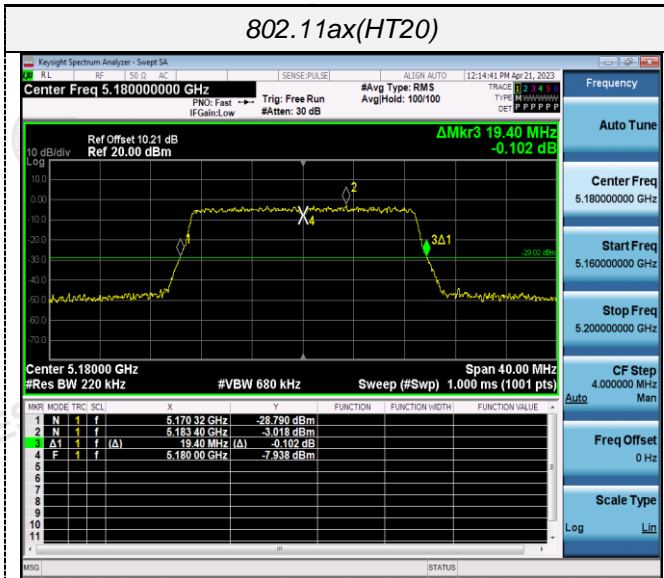 802.11ax(HT20)
Keysight Spectrum Analyzer - Swept SA
RL RF 50 Ω AC SENSE:PULSE ALIGN AUTO 12:14:41 PM Apr 21, 2023
Center Freq 5.180000000 GHz
PNO: Fast
IFGain:Low
Trig: Free Run
#Atten: 30 dB
#Avg Type: RMS
Avg|Hold: 100/100
TRACE 1 2 3 4 5 6
TYPE M W W W W W
DET P P P P P P
Ref Offset 10.21 dB
10 dB/div Ref 20.00 dBm
Log
ΔMkr3 19.40 MHz
-0.102 dB
10.0
0.00
-10.0
-20.0
-30.0
-40.0
-50.0
-60.0
-70.0
1
2
3Δ1
4
-29.02 dBm
Center 5.18000 GHz Span 40.00 MHz
#Res BW 220 kHz #VBW 680 kHz Sweep (#Swp) 1.000 ms (1001 pts)
MKR MODE TRC SCL X Y FUNCTION FUNCTION WIDTH FUNCTION VALUE
1 N 1 f 5.170 32 GHz -28.790 dBm
2 N 1 f 5.183 40 GHz -3.018 dBm
3 Δ1 1 f (Δ) 19.40 MHz (Δ) -0.102 dB
4 F 1 f 5.180 00 GHz -7.938 dBm
5
6
7
8
9
10
11
MSG STATUS
Frequency
Auto Tune
Center Freq
5.180000000 GHz
Start Freq
5.160000000 GHz
Stop Freq
5.200000000 GHz
CF Step
4.000000 MHz
Auto Man
Freq Offset
0 Hz
Scale Type
Log Lin